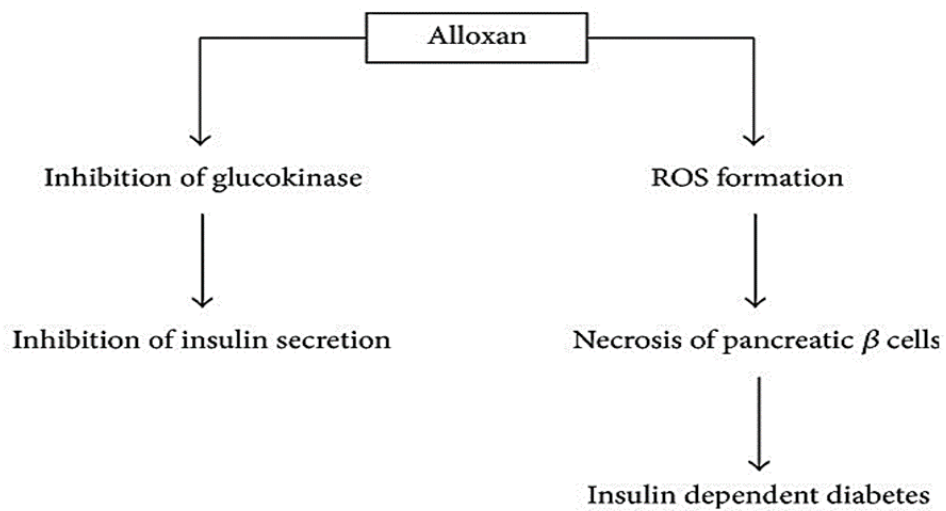 Alloxan
Inhibition of glucokinase
ROS formation
Inhibition of insulin secretion
Necrosis of pancreatic β cells
Insulin dependent diabetes